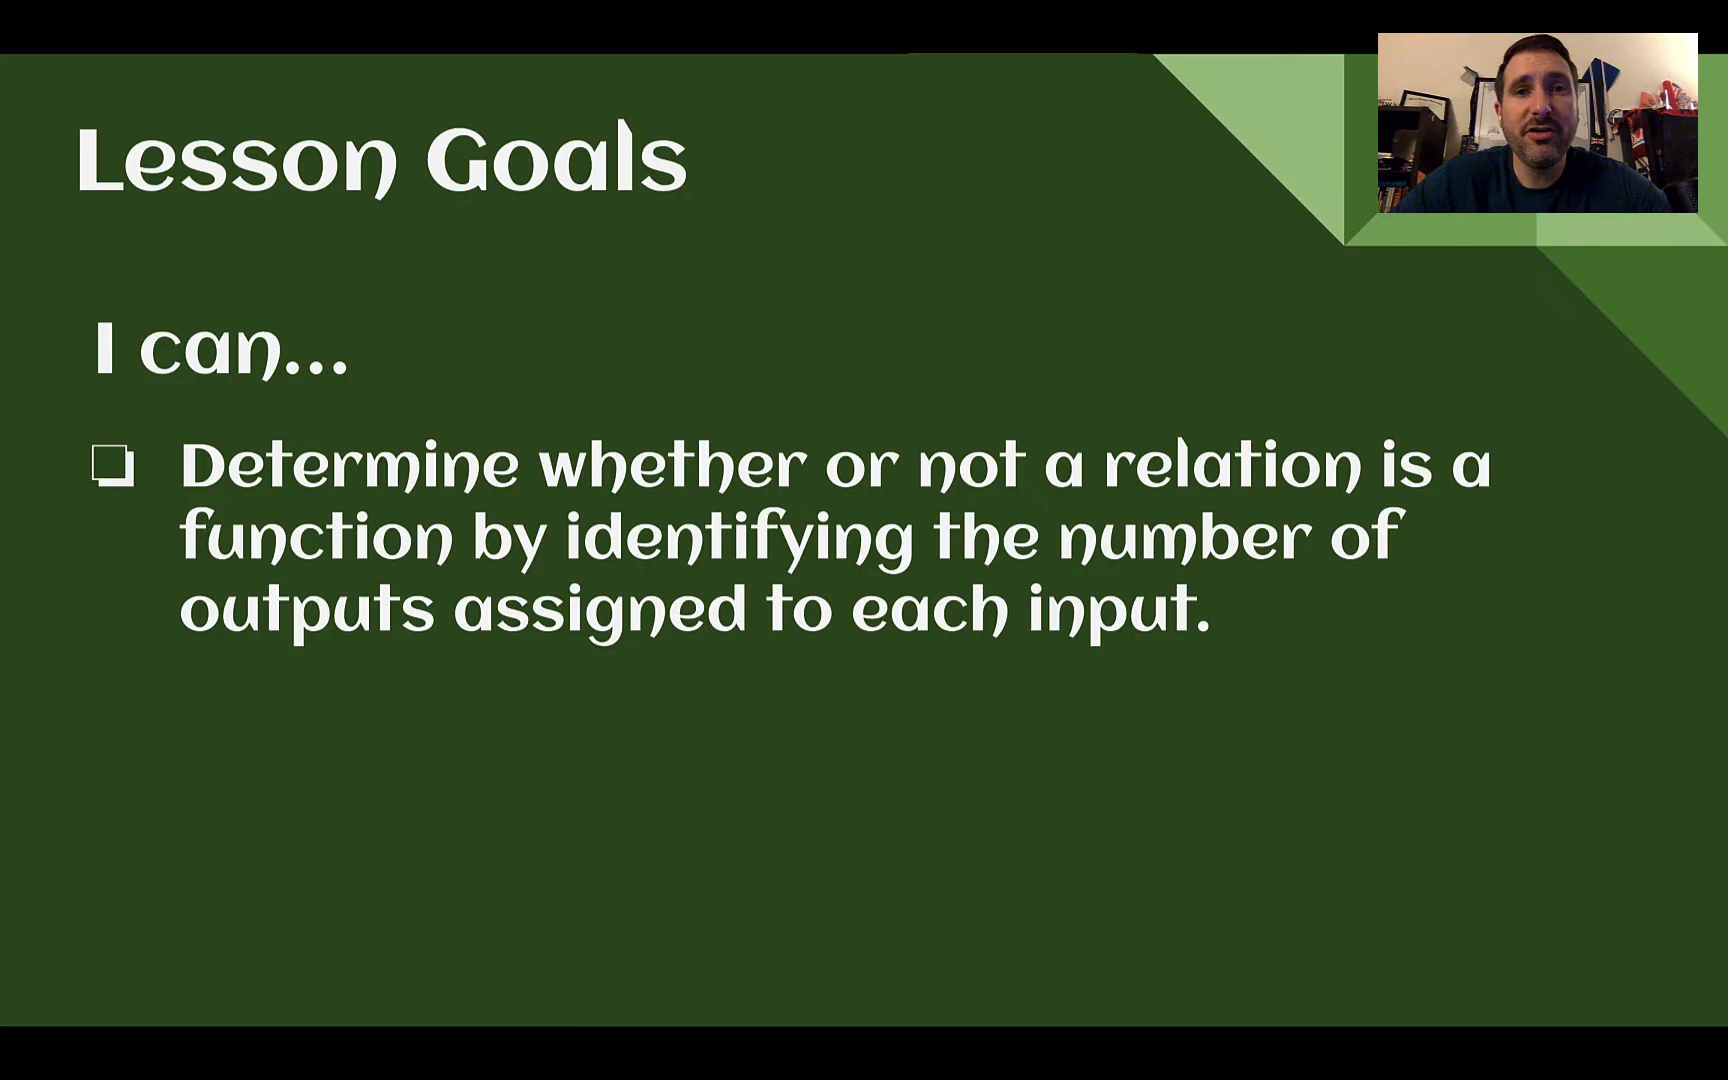 Lesson Goals
I can...
Determine whether or not a relation is a
function by identifying the number of
outputs assigned to each input.